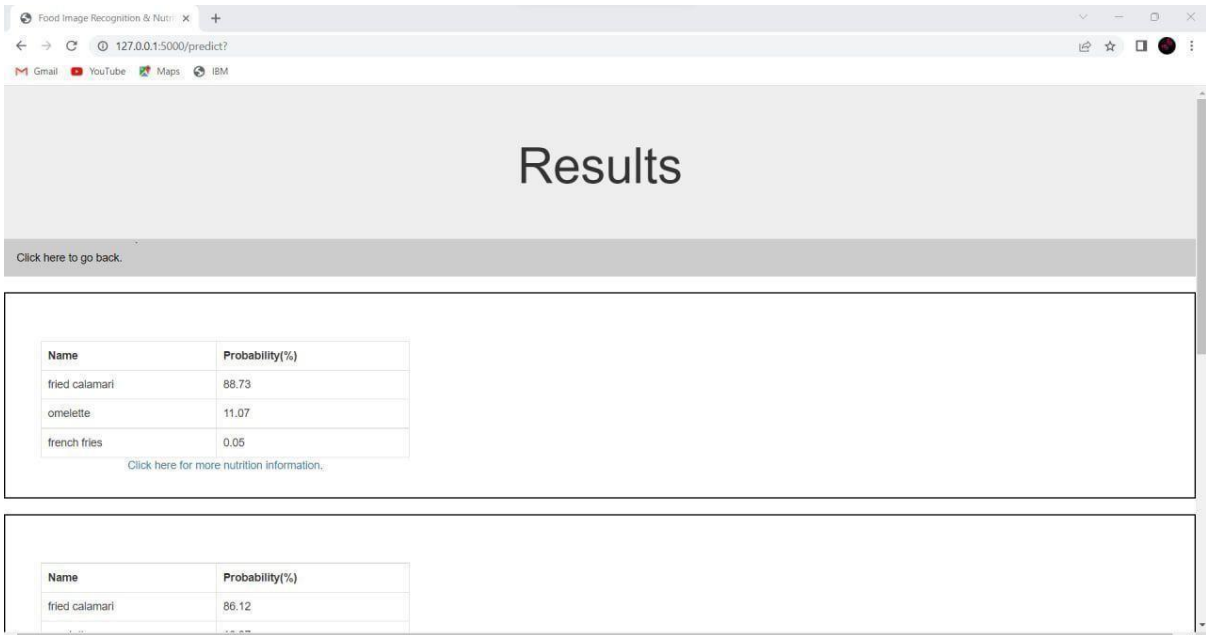 Food Image Recognition & Nutri
127.0.0.1:5000/predict?
Gmail YouTube Maps IBM
Results
Click here to go back.
Name Probability(%)
fried calamari 88.73
omelette 11.07
french fries 0.05
Click here for more nutrition information.
Name Probability(%)
fried calamari 86.12